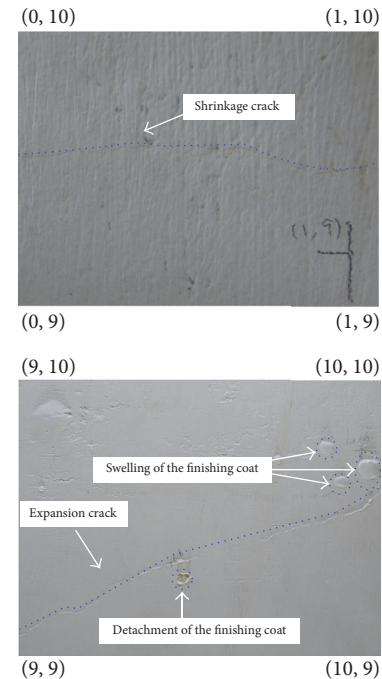 (0, 10) (1, 10)
Shrinkage crack
(1,9)
(0, 9) (1, 9)
(9, 10) (10, 10)
Swelling of the finishing coat
Expansion crack
Detachment of the finishing coat
(9, 9) (10, 9)